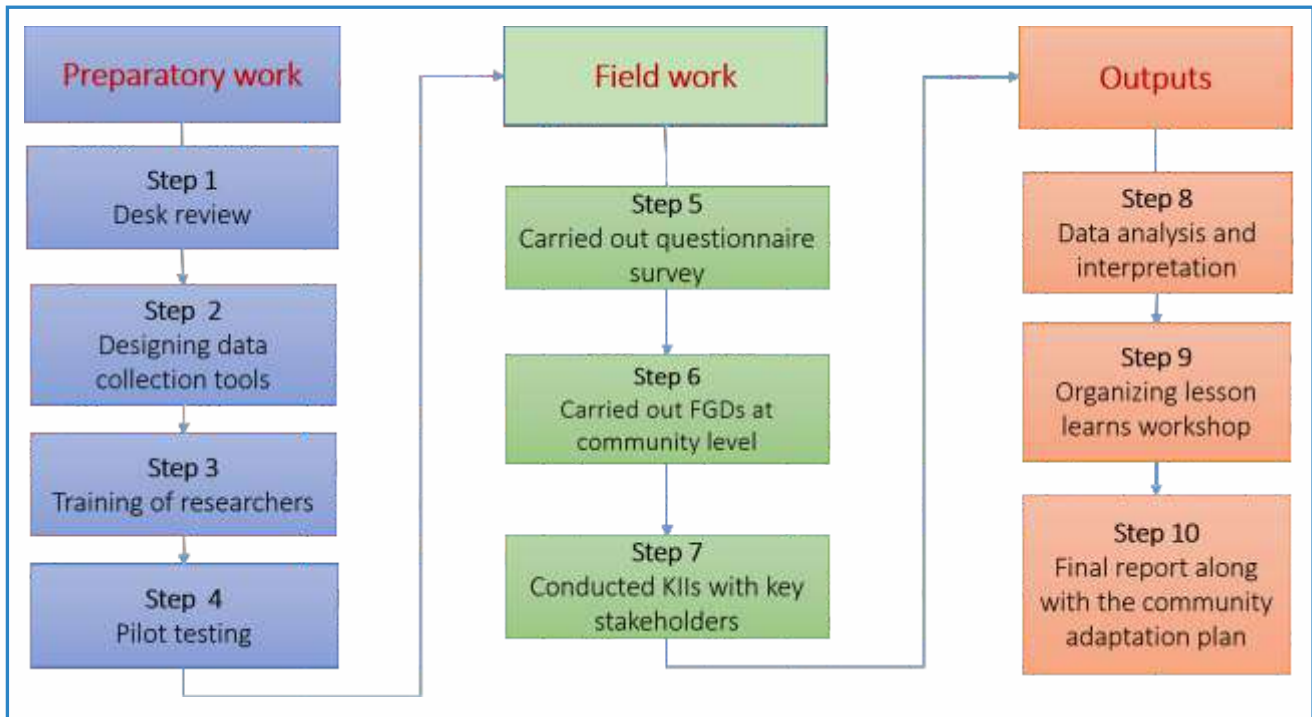 Preparatory work
Step 1
Desk review
Step 2
Designing data
collection tools
Step 3
Training of researchers
Step 4
Pilot testing
Field work
Step 5
Carried out questionnaire
survey
Step 6
Carried out FGDs at
community level
Step 7
Conducted KIIs with key
stakeholders
Outputs
Step 8
Data analysis and
interpretation
Step 9
Organizing lesson
learns workshop
Step 10
Final report along
with the community
adaptation plan